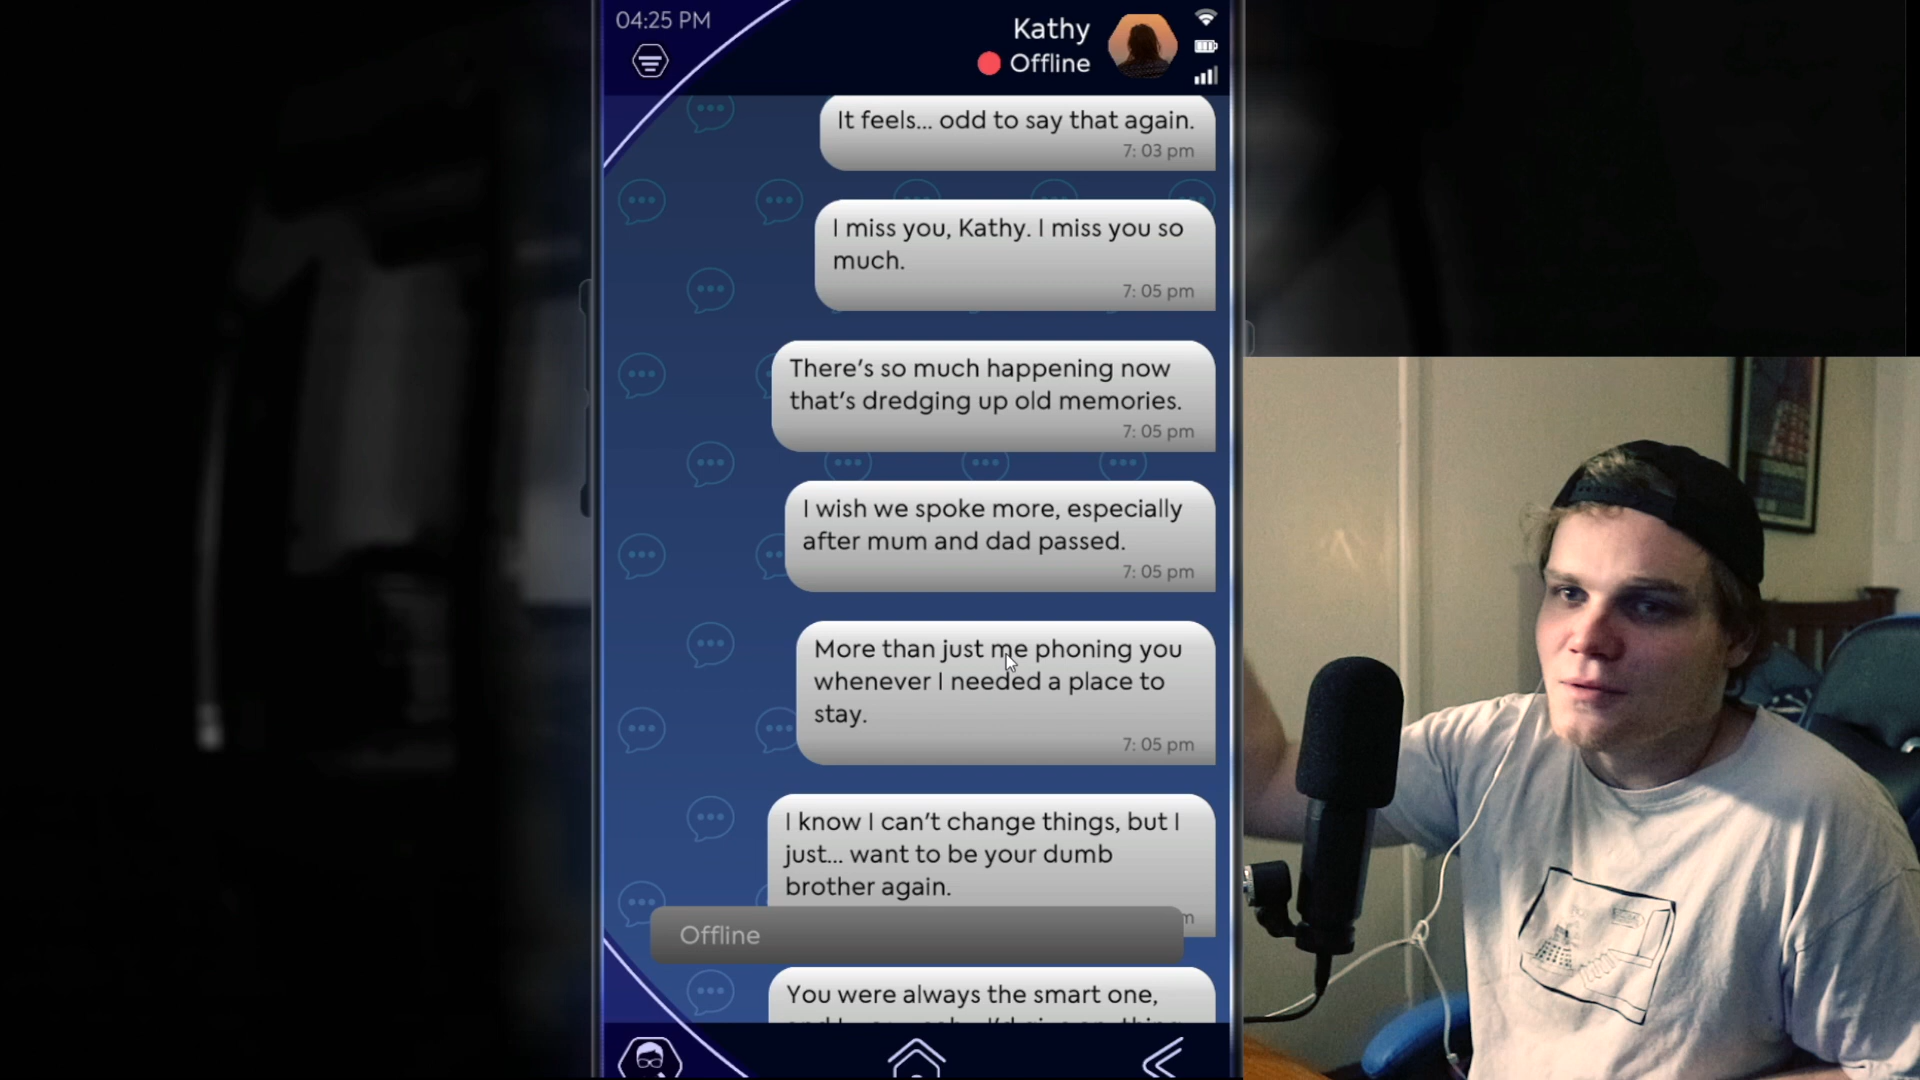 04:25 PM
Kathy
Offline
It feels... odd to say that again.
7: 03 pm
I miss you, Kathy. I miss you so
much.
7: 05 pm
There's so much happening now
that's dredging up old memories.
7: 05 pm
I wish we spoke more, especially
after mum and dad passed.
7: 05 pm
More than just me phoning you
whenever I needed a place to
stay.
7: 05 pm
I know I can't change things, but I
just... want to be your dumb
brother again.
Offline
You were always the smart one,